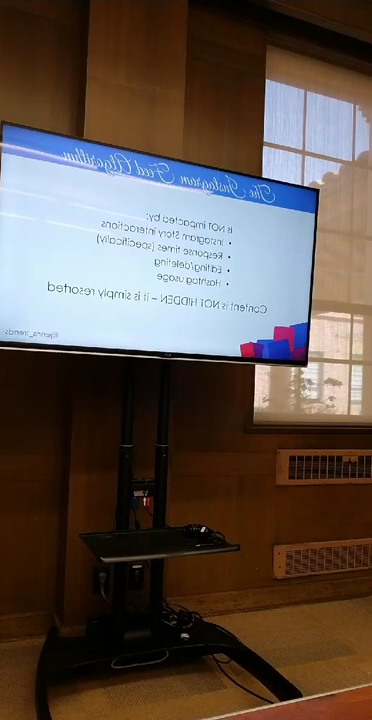 The Instagram Feed Algorithm
is NOT impacted by:
• Instagram Story interactions
• Response times (specifically)
• Editing/deleting
• Hashtag usage
Content is NOT HIDDEN – it is simply resorted
@jenns_trends